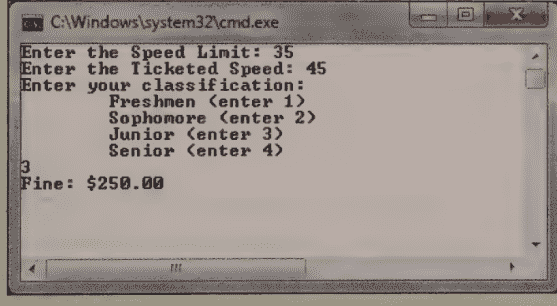 C:\Windows\system32\cmd.exe
Enter the Speed Limit: 35
Enter the Ticketed Speed: 45
Enter your classification:
Freshmen (enter 1)
Sophomore (enter 2)
Junior (enter 3)
Senior (enter 4)
3
Fine: $250.00